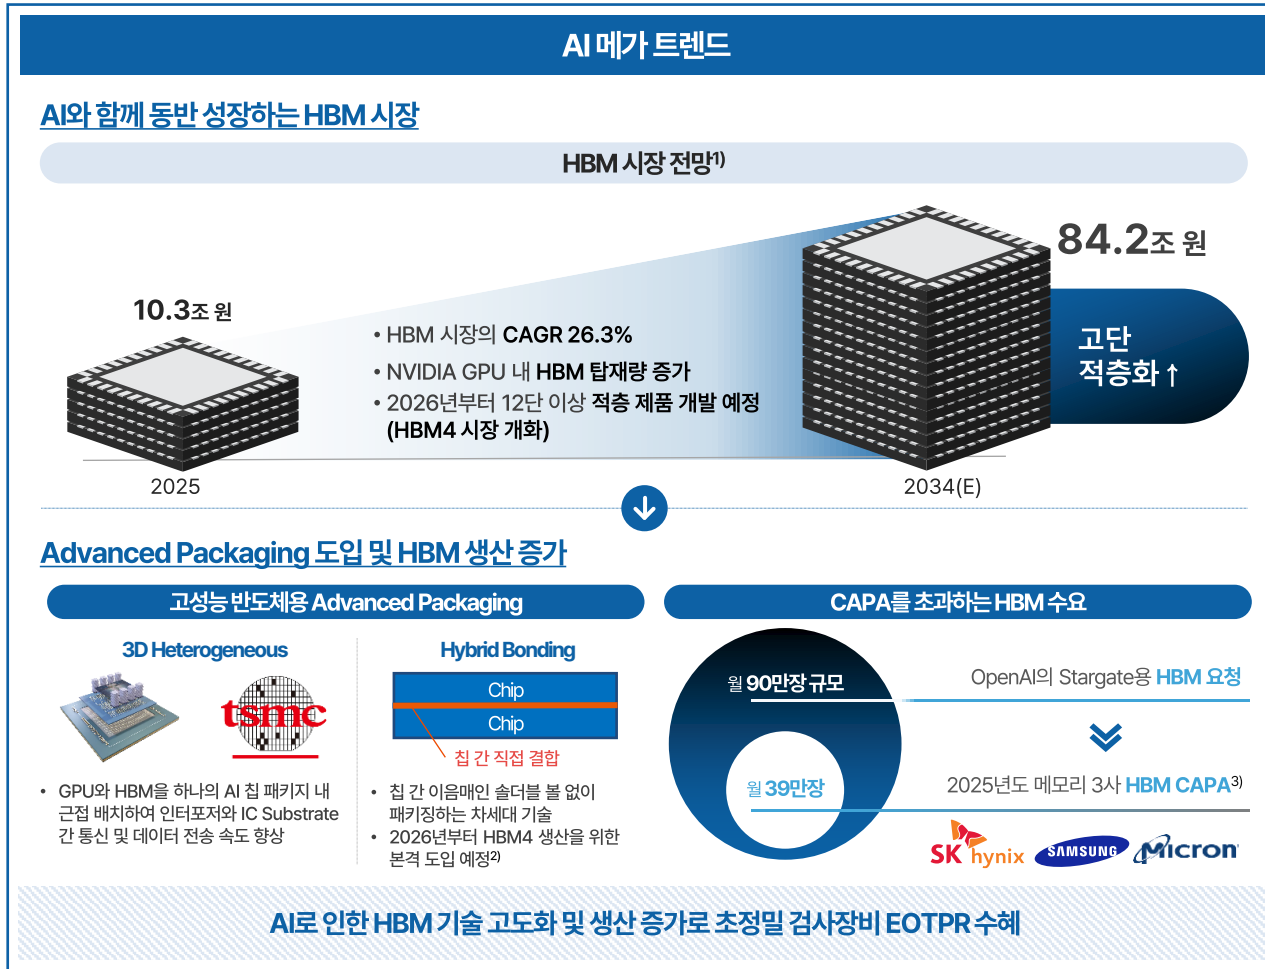 AI 메가 트렌드
AI와 함께 동반 성장하는 HBM 시장
HBM 시장 전망1)
84.2조 원
10.3조 원
• HBM 시장의 CAGR 26.3%
• NVIDIA GPU 내 HBM 탑재량 증가
• 2026년부터 12단 이상 적층 제품 개발 예정
(HBM4 시장 개화)
고단
적층화 ↑
2025
2034(E)
Advanced Packaging 도입 및 HBM 생산 증가
고성능 반도체용 Advanced Packaging
3D Heterogeneous
tsmc
• GPU와 HBM을 하나의 AI 칩 패키지 내
근접 배치하여 인터포저와 IC Substrate
간 통신 및 데이터 전송 속도 향상
Hybrid Bonding
Chip
Chip
칩 간 직접 결합
• 칩 간 이음매인 솔더블 볼 없이
패키징하는 차세대 기술
• 2026년부터 HBM4 생산을 위한
본격 도입 예정2)
CAPA를 초과하는 HBM 수요
월 90만장 규모
OpenAI의 Stargate용 HBM 요청
월 39만장
2025년도 메모리 3사 HBM CAPA3)
SK hynix
SAMSUNG
Micron
AI로 인한 HBM 기술 고도화 및 생산 증가로 초정밀 검사장비 EOTPR 수혜